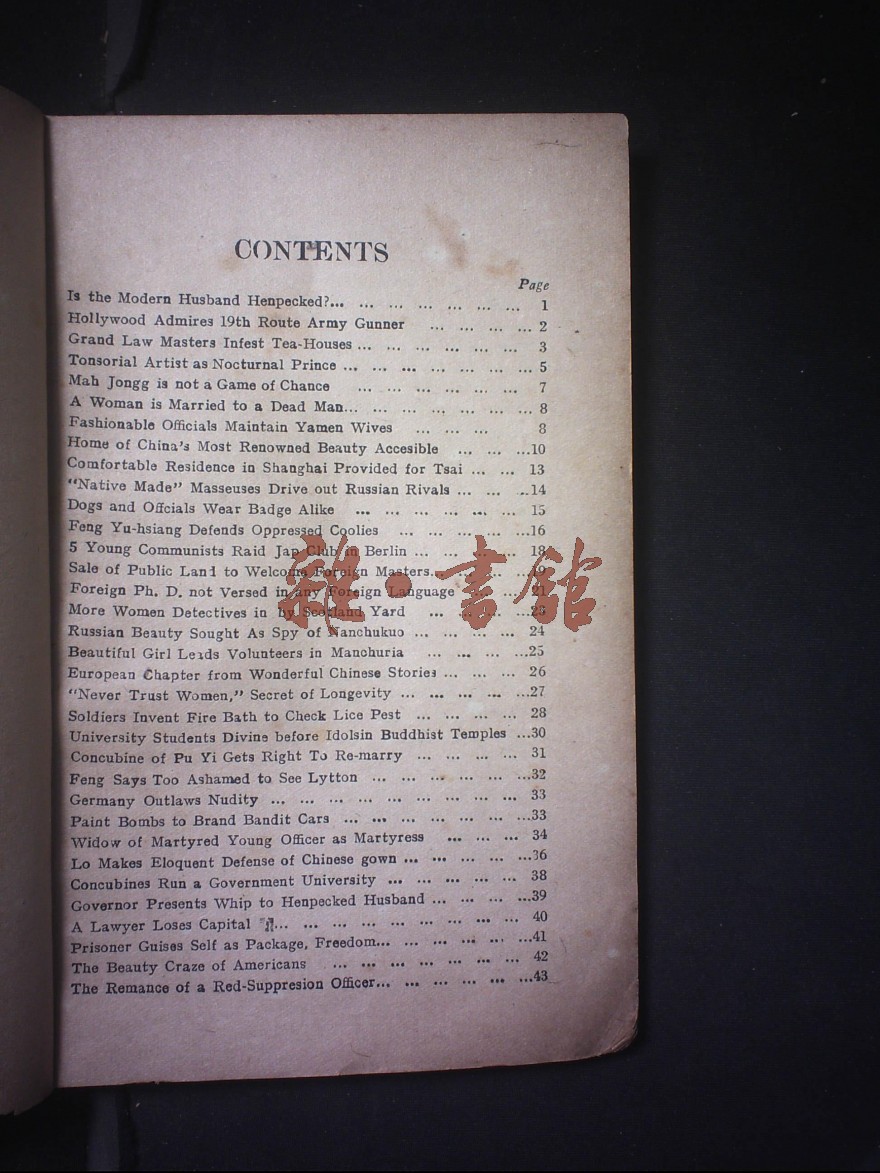 CONTENTS
Page
Is the Modern Husband Henpecked?... ... ... ... ... ... ... 1
Hollywood Admires 19th Route Army Gunner ... ... ... ... 2
Grand Law Masters Infest Tea-Houses ... ... ... ... ... ... 3
Tonsorial Artist as Nocturnal Prince ... ... ... ... ... ... ... 5
Mah Jongg is not a Game of Chance ... ... ... ... ... ... 7
A Woman is Married to a Dead Man... ... ... ... ... ... ... 8
Fashionable Officials Maintain Yamen Wives ... ... ... 8
Home of China's Most Renowned Beauty Accesible ... ... ...10
Comfortable Residence in Shanghai Provided for Tsai ... ... 13
"Native Made" Masseuses Drive out Russian Rivals ... ... ...14
Dogs and Offcials Wear Badge Alike ... ... ... ... ... ... 15
Feng Yu-hsiang Defends Oppressed Coolies ... ... ... ... ...16
5 Young Communists Raid Jap Club in Berlin ... ... ... ... 18
Sale of Public Land to Welcome Foreign Masters... ... ... ... 19
Foreign Ph. D. not Versed in any Foreign Language ... ... 21
More Women Detectives in by Scotland Yard ... ... ... ... 23
Russian Beauty Sought As Spy of Nanchukuo ... ... ... ... 24
Beautiful Girl Leads Volunteers in Manchuria ... ... ... ...25
European Chapter from Wonderful Chinese Stories ... ... ... 26
"Never Trust Women," Secret of Longevity ... ... ... ... ...27
Soldiers Invent Fire Bath to Check Lice Pest ... ... ... ... 28
University Students Divine before Idolsin Buddhist Temples ...30
Concubine of Pu Yi Gets Right To Re-marry ... ... ... ... 31
Feng Says Too Ashamed to See Lytton ... ... ... ... ... ...32
Germany Outlaws Nudity ... ... ... ... ... ... ... ... ... 33
Paint Bombs to Brand Bandit Cars ... ... ... ... ... ... ...33
Widow of Martyred Young Officer as Martyress ... ... ... 34
Lo Makes Eloquent Defense of Chinese gown ... ... ... ... ...36
Concubines Run a Government University ... ... ... ... ... 38
Governor Presents Whip to Henpecked Husband ... ... ... ...39
A Lawyer Loses Capital ... ... ... ... ... ... ... ... ... 40
Prisoner Guises Self as Package, Freedom... ... ... ... ... ...41
The Beauty Craze of Americans ... ... ... ... ... ... ... ... 42
The Remance of a Red-Suppresion Officer... ... ... ... ... ...43
雜·書館